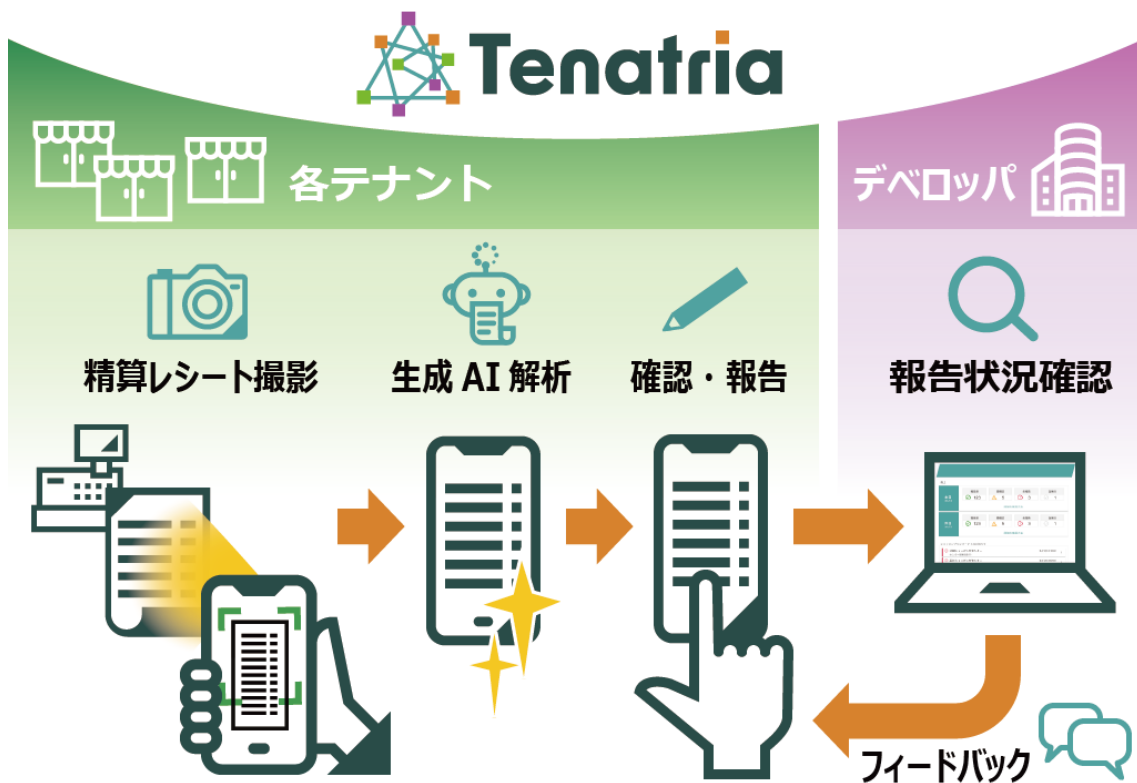 Tenatria
各テナント
デベロッパ
精算レシート撮影
生成 AI 解析
確認・報告
報告状況確認
フィードバック